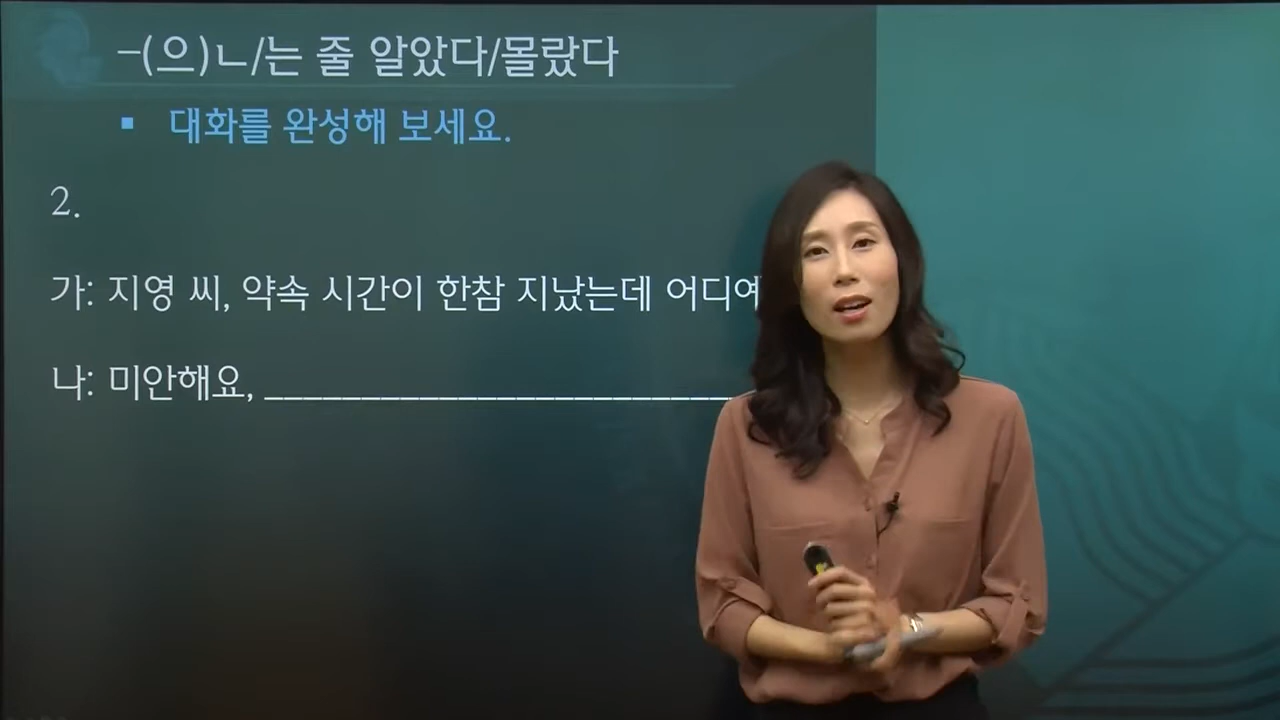 -(으)ㄴ/는 줄 알았다/몰랐다
▪ 대화를 완성해 보세요.
2.
가: 지영 씨, 약속 시간이 한참 지났는데 어디예
나: 미안해요, ________________________